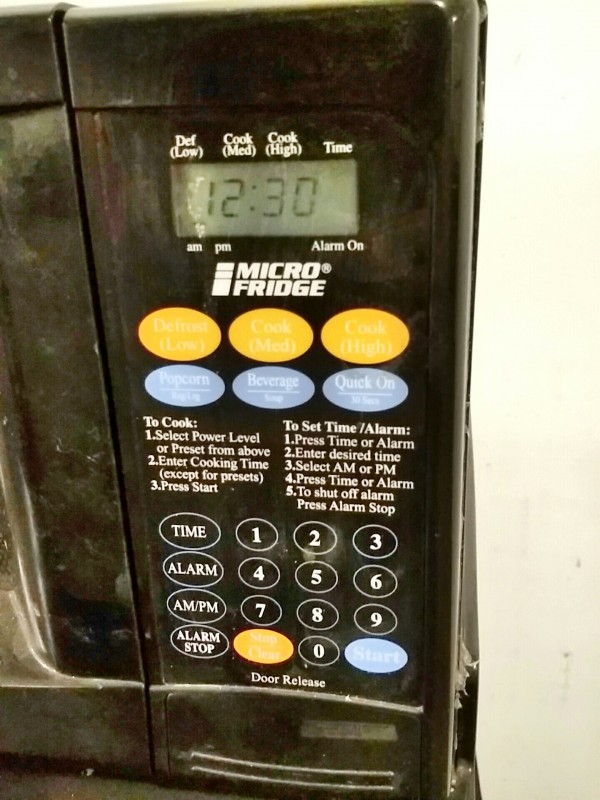 Def Cook Cook Time
(Low) (Med) (High)
12:30
am pm Alarm On
MICRO®
FRIDGE
Defrost Cook Cook
(Low) (Med) (High)
Popcorn Beverage Quick On
Reg/Lrg Soup 30 Secs
To Cook:
1.Select Power Level
or Preset from above
2.Enter Cooking Time
(except for presets)
3.Press Start
To Set Time /Alarm:
1.Press Time or Alarm
2.Enter desired time
3.Select AM or PM
4.Press Time or Alarm
5.To shut off alarm
Press Alarm Stop
TIME 1 2 3
ALARM 4 5 6
AM/PM 7 8 9
ALARM STOP Stop Clear 0 Start
Door Release